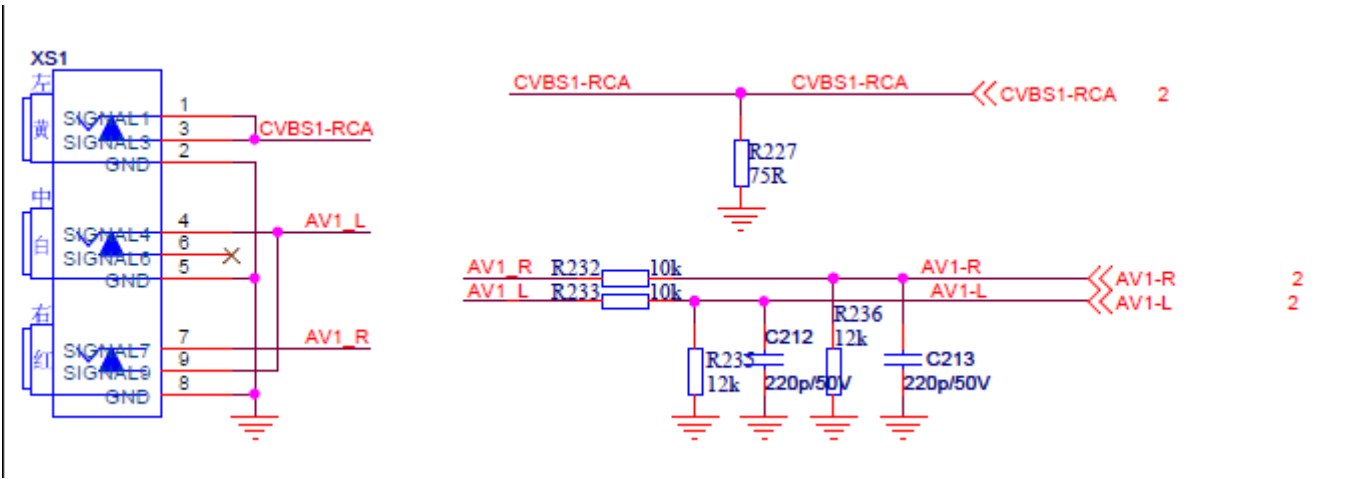 XS1
左
黄
SIGNAL1
SIGNAL3
GND
1
3
2
CVBS1-RCA
中
白
SIGNAL4
SIGNAL6
GND
4
6
5
AV1_L
右
红
SIGNAL7
SIGNAL9
GND
7
9
8
AV1_R
CVBS1-RCA CVBS1-RCA CVBS1-RCA 2
R227
75R
AV1_R R232 10k AV1-R AV1-R 2
AV1_L R233 10k AV1-L AV1-L 2
R235
12k
C212
220p/50V
R236
12k
C213
220p/50V